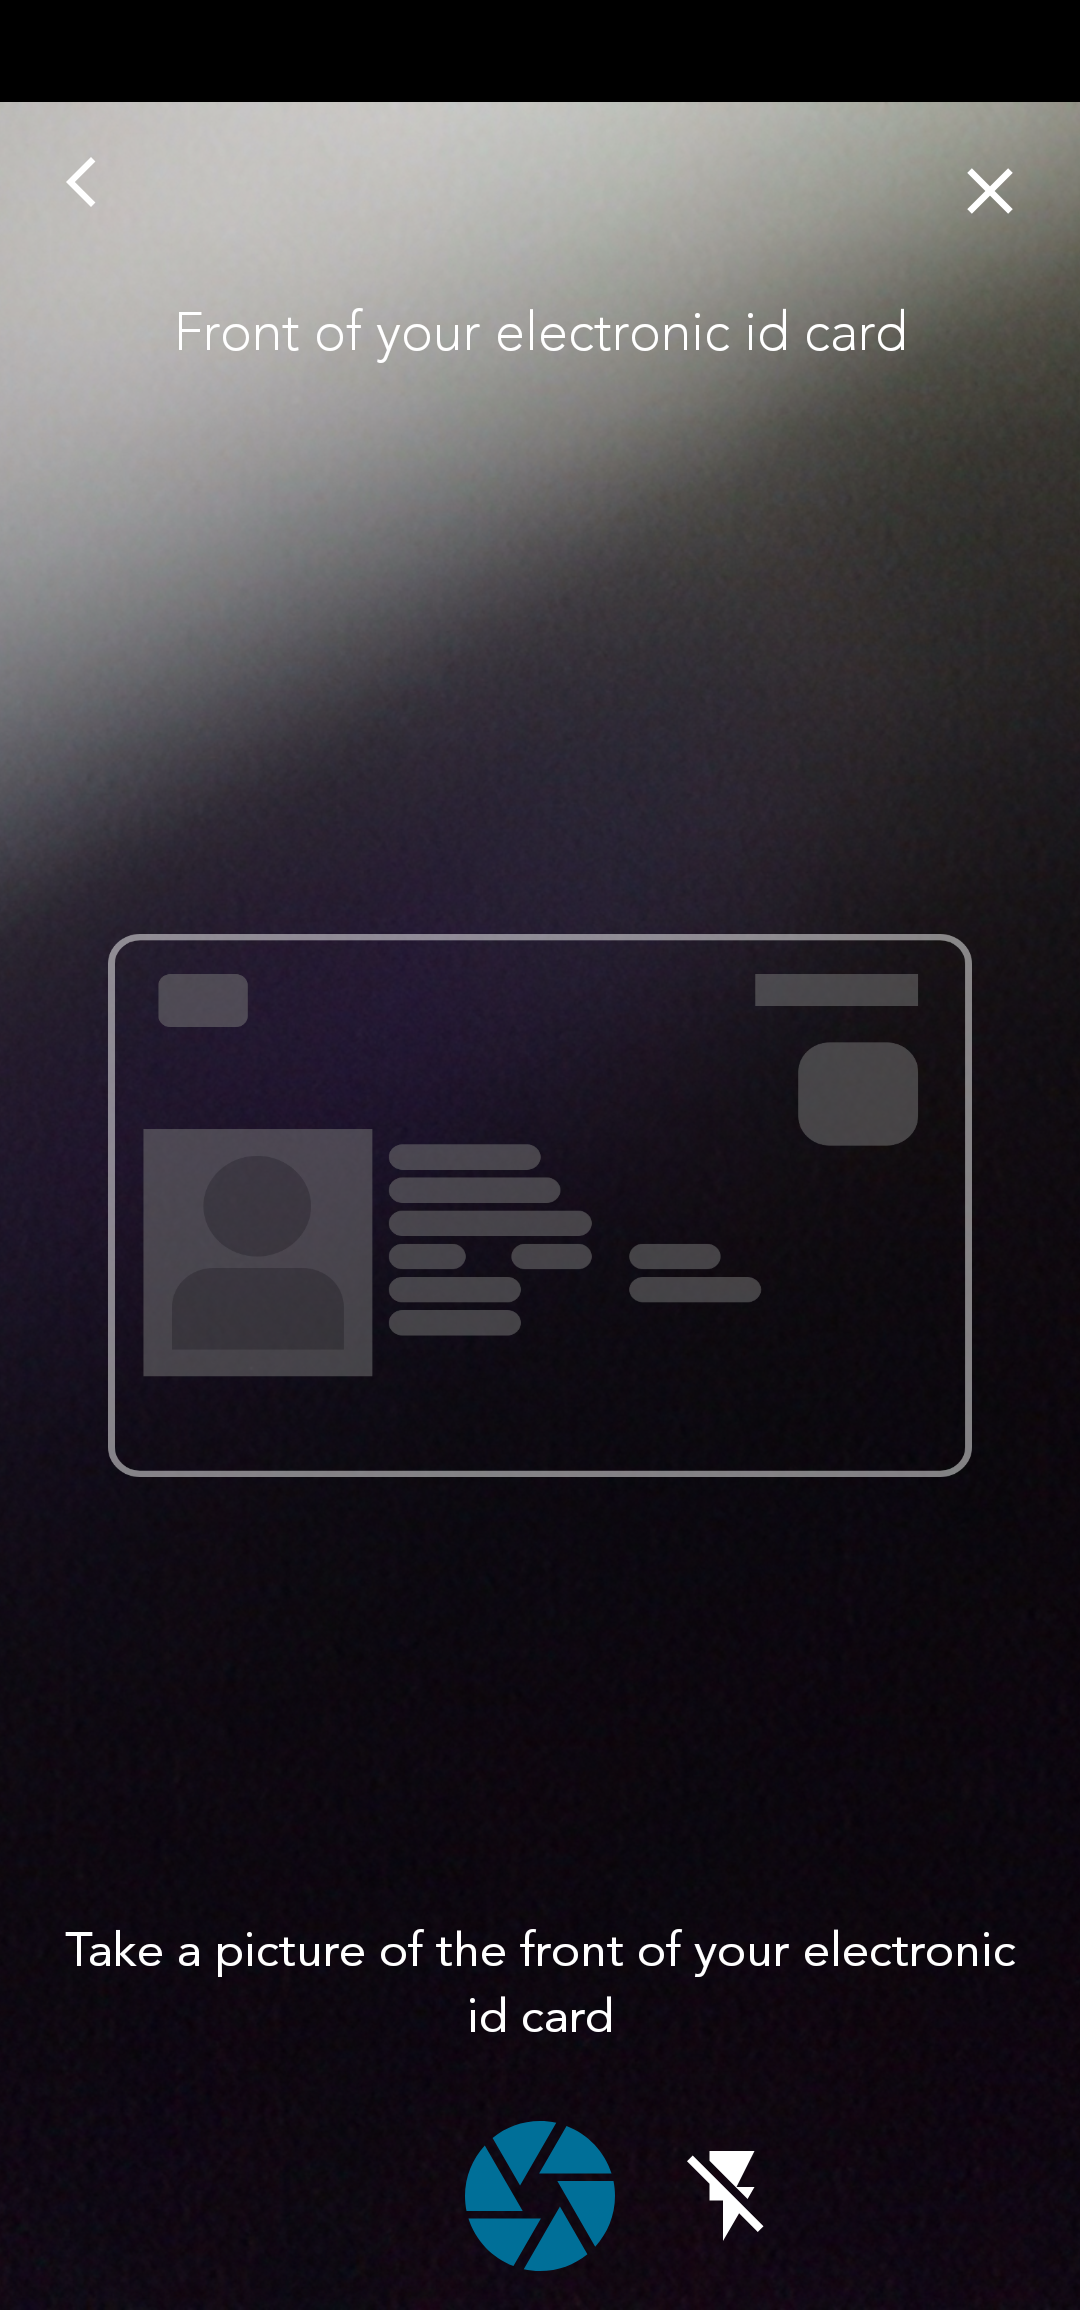 Front of your electronic id card
Take a picture of the front of your electronic
id card